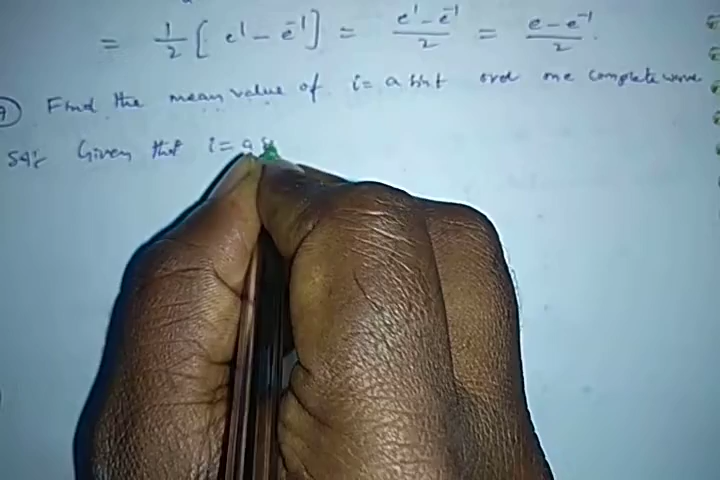 = 1/2 [ e¹ - e⁻¹ ] = (e¹ - e⁻¹)/2 = (e - e⁻¹)/2.
Find the mean value of i = a sint over one complete wave
Sol: Given that i = a s